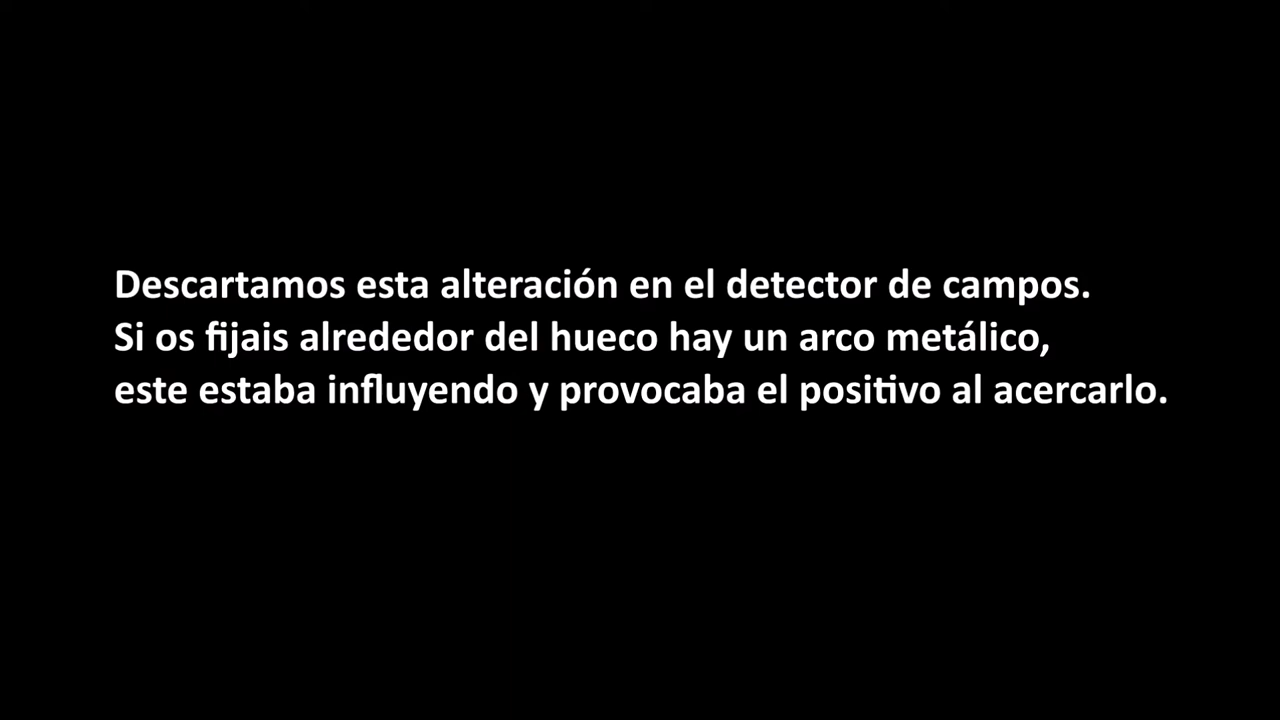 Descartamos esta alteración en el detector de campos.
Si os fijais alrededor del hueco hay un arco metálico,
este estaba influyendo y provocaba el positivo al acercarlo.